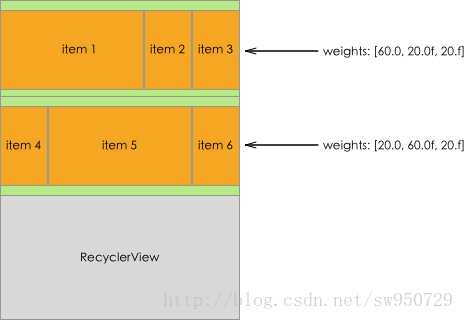 item 1 item 2 item 3 weights: [60.0, 20.0f, 20.f]
item 4 item 5 item 6 weights: [20.0, 60.0f, 20.f]
RecyclerView
http://blog.csdn.net/sw950729